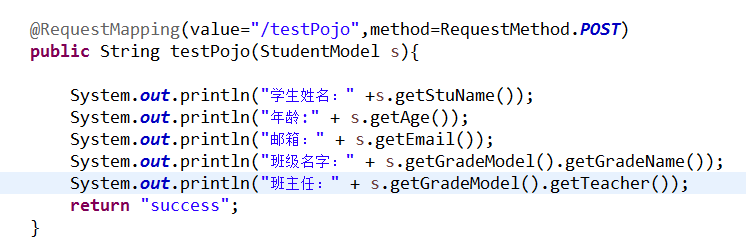 @RequestMapping(value="/testPojo",method=RequestMethod.POST)
public String testPojo(StudentModel s){
System.out.println("学生姓名：" +s.getStuName());
System.out.println("年龄:" + s.getAge());
System.out.println("邮箱：" + s.getEmail());
System.out.println("班级名字：" + s.getGradeModel().getGradeName());
System.out.println("班主任：" + s.getGradeModel().getTeacher());
return "success";
}